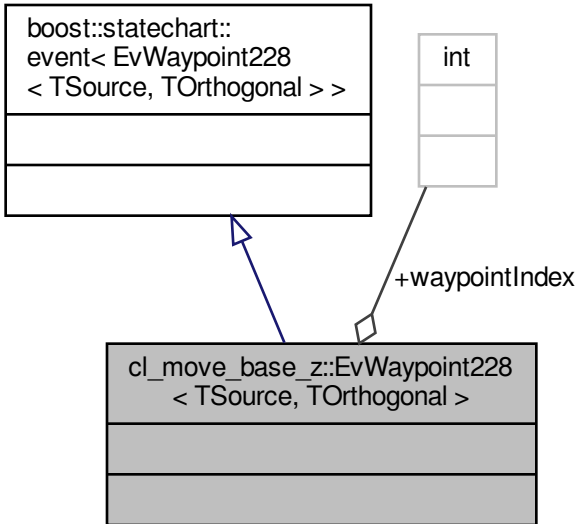 boost::statechart::
event< EvWaypoint228
< TSource, TOrthogonal > >
int
+waypointIndex
cl_move_base_z::EvWaypoint228
< TSource, TOrthogonal >